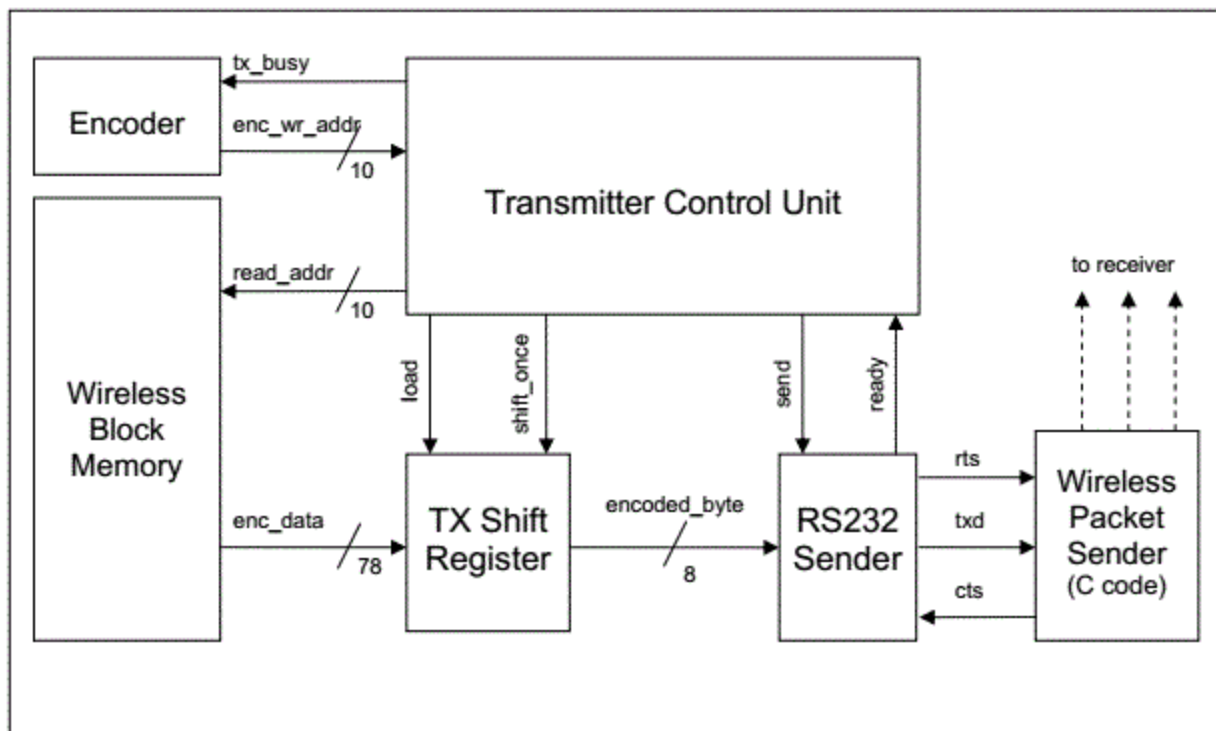 tx_busy
Encoder
enc_wr_addr
10
Transmitter Control Unit
read_addr
10
to receiver
load
shift_once
send
ready
Wireless
Block
Memory
enc_data
78
TX Shift
Register
encoded_byte
8
RS232
Sender
rts
txd
cts
Wireless
Packet
Sender
(C code)